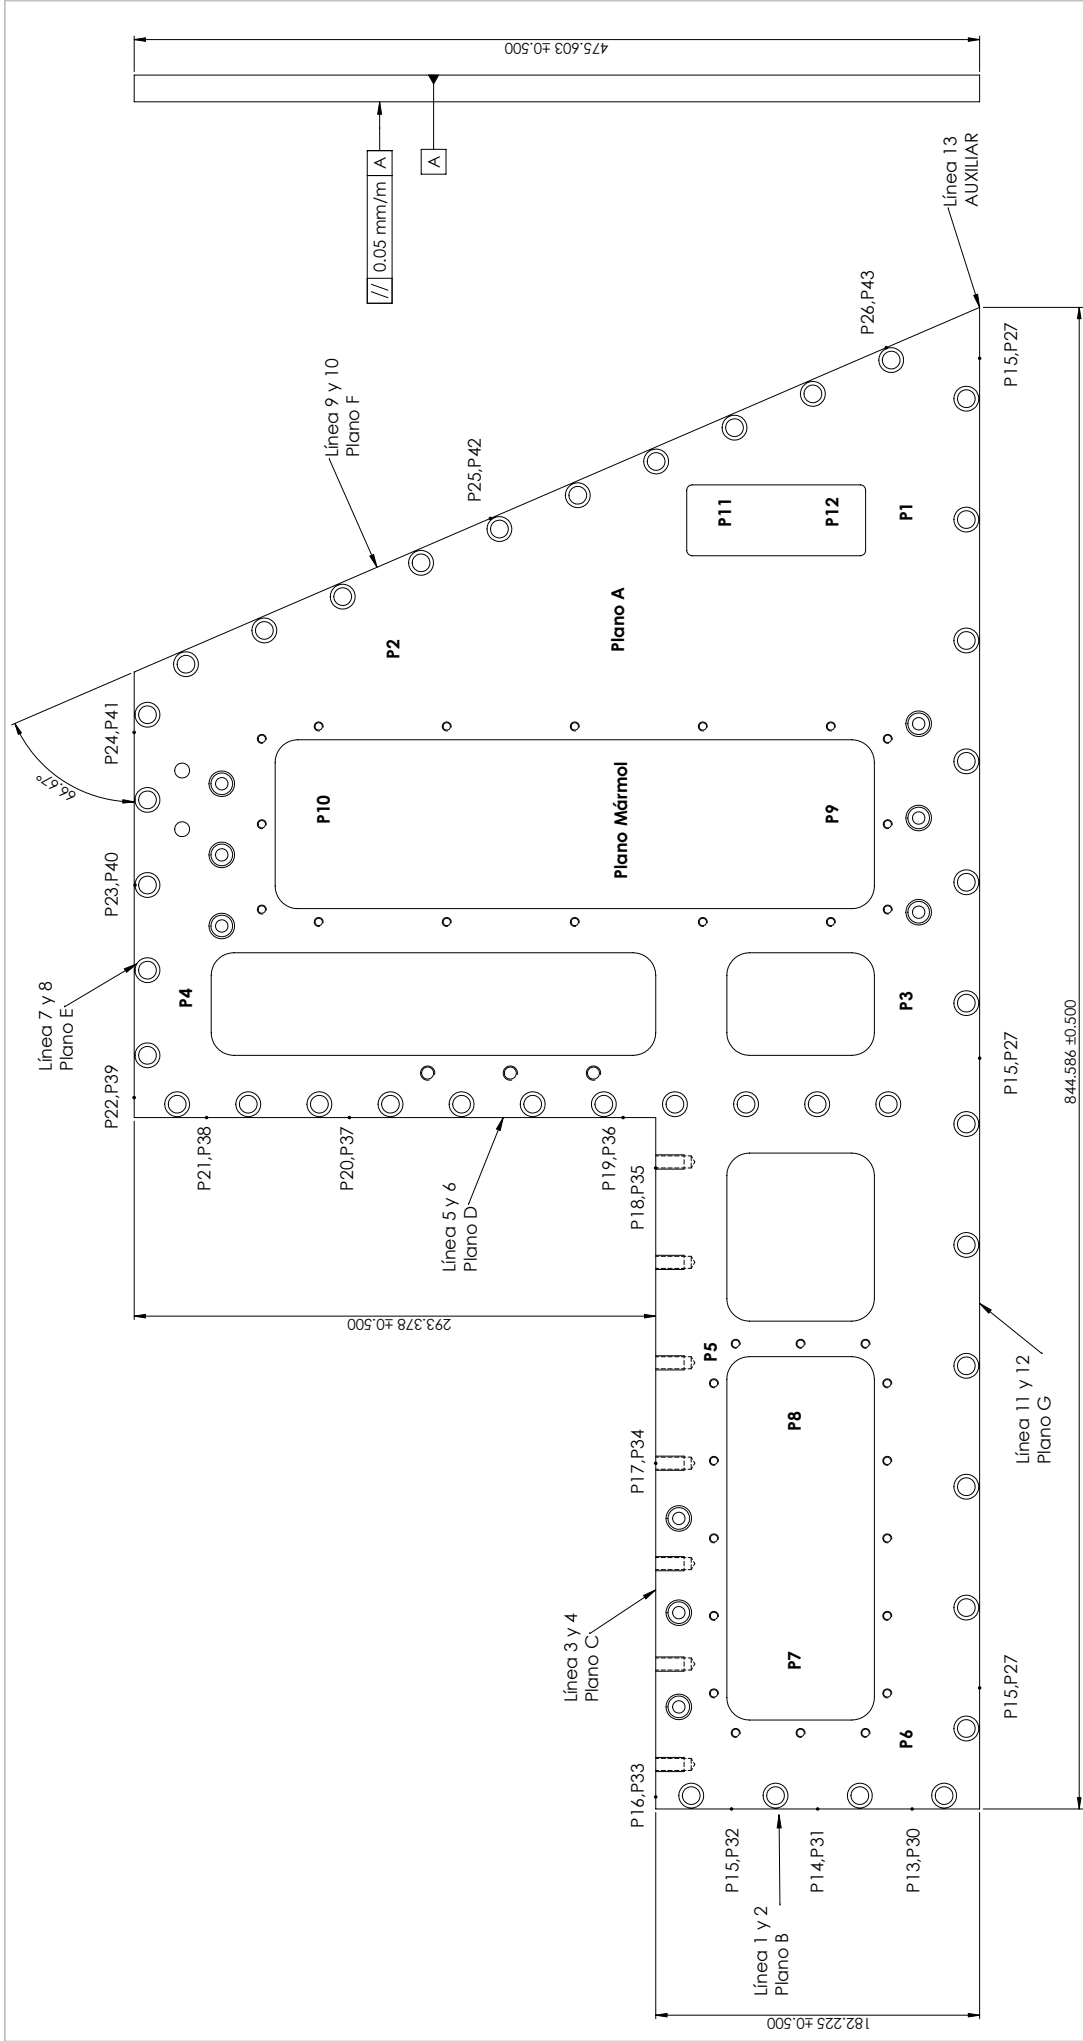 475.603 ±0.500
// 0.05 mm/m A
A
Línea 13
AUXILIAR
P26,P43
P15,P27
Línea 9 y 10
Plano F
P25,P42
P11
P12
P1
P2
Plano A
66.67°
P24,P41
P10
Plano Mármol
P9
P23,P40
Línea 7 y 8
Plano E
P4
P3
P22,P39
P15,P27
844.586 ±0.500
P21,P38
P20,P37
P19,P36
P18,P35
Línea 5 y 6
Plano D
293.378 ±0.500
P5
P8
P17,P34
Línea 11 y 12
Plano G
Línea 3 y 4
Plano C
P7
P6
P15,P27
P16,P33
P15,P32
P14,P31
P13,P30
Línea 1 y 2
Plano B
182.225 ±0.500